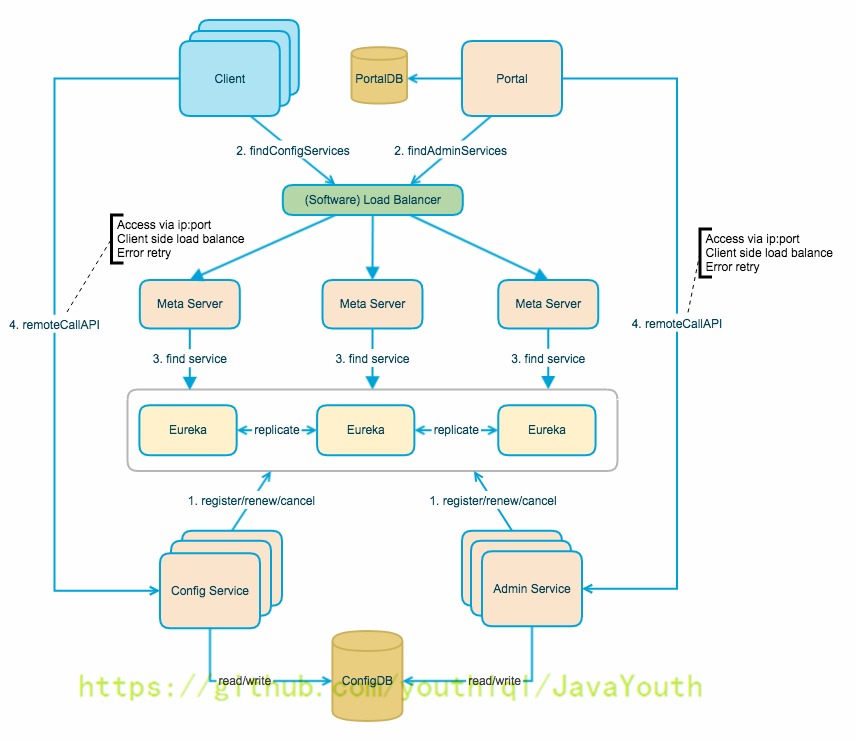 Client
PortalDB
Portal
2. findConfigServices
2. findAdminServices
(Software) Load Balancer
Access via ip:port
Client side load balance
Error retry
Access via ip:port
Client side load balance
Error retry
Meta Server
Meta Server
Meta Server
4. remoteCallAPI
4. remoteCallAPI
3. find service
3. find service
3. find service
Eureka
replicate
Eureka
replicate
Eureka
1. register/renew/cancel
1. register/renew/cancel
Config Service
Admin Service
read/write
ConfigDB
read/write
https://github.com/youthlql/JavaYouth